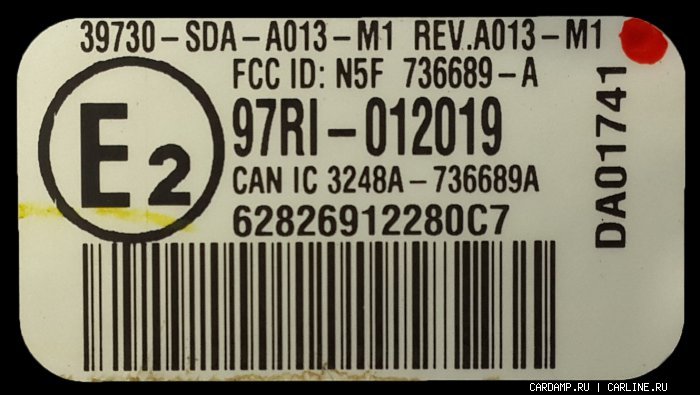 39730-SDA-A013-M1 REV.A013-M1
FCC ID: N5F 736689-A
E2
97RI-012019
CAN IC 3248A-736689A
62826912280C7
DA01741
CARDAMP.RU | CARLINE.RU